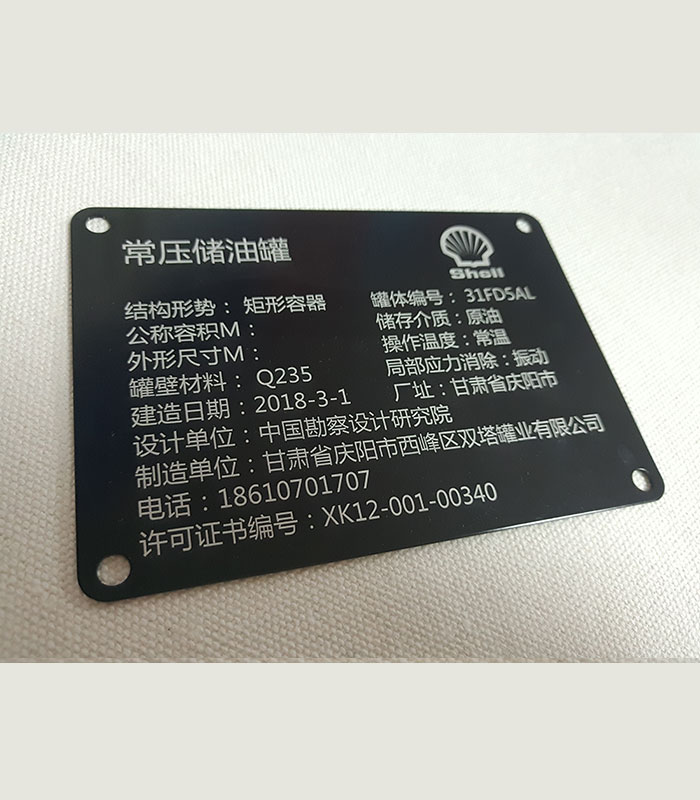 常压储油罐
Shell
结构形势：矩形容器
罐体编号：31FD5AL
公称容积M：
储存介质：原油
外形尺寸M：
操作温度：常温
罐壁材料：Q235
局部应力消除：振动
建造日期：2018-3-1
厂址：甘肃省庆阳市
设计单位：中国勘察设计研究院
制造单位：甘肃省庆阳市西峰区双塔罐业有限公司
电话：18610701707
许可证书编号：XK12-001-00340